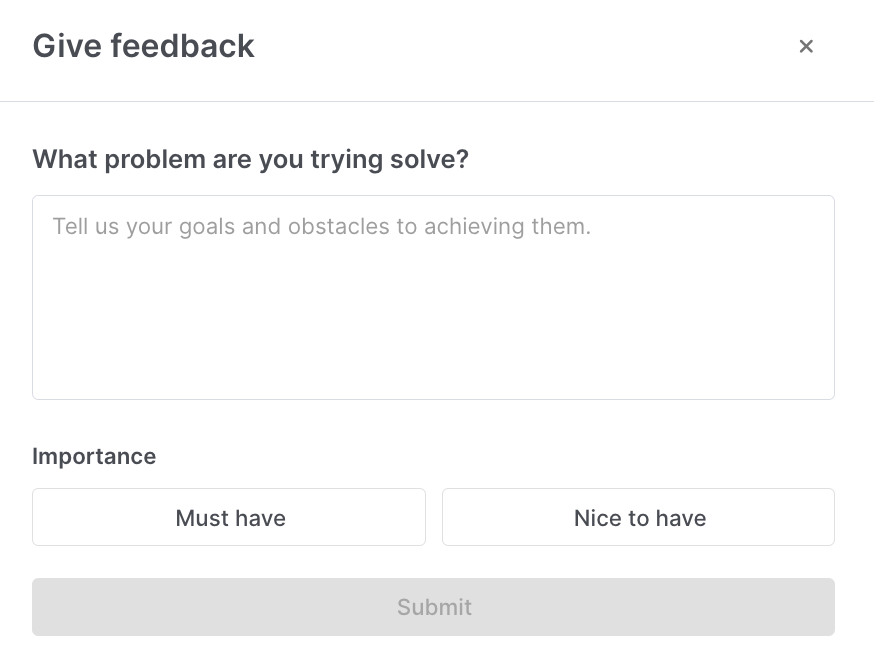 Give feedback
What problem are you trying solve?
Tell us your goals and obstacles to achieving them.
Importance
Must have
Nice to have
Submit